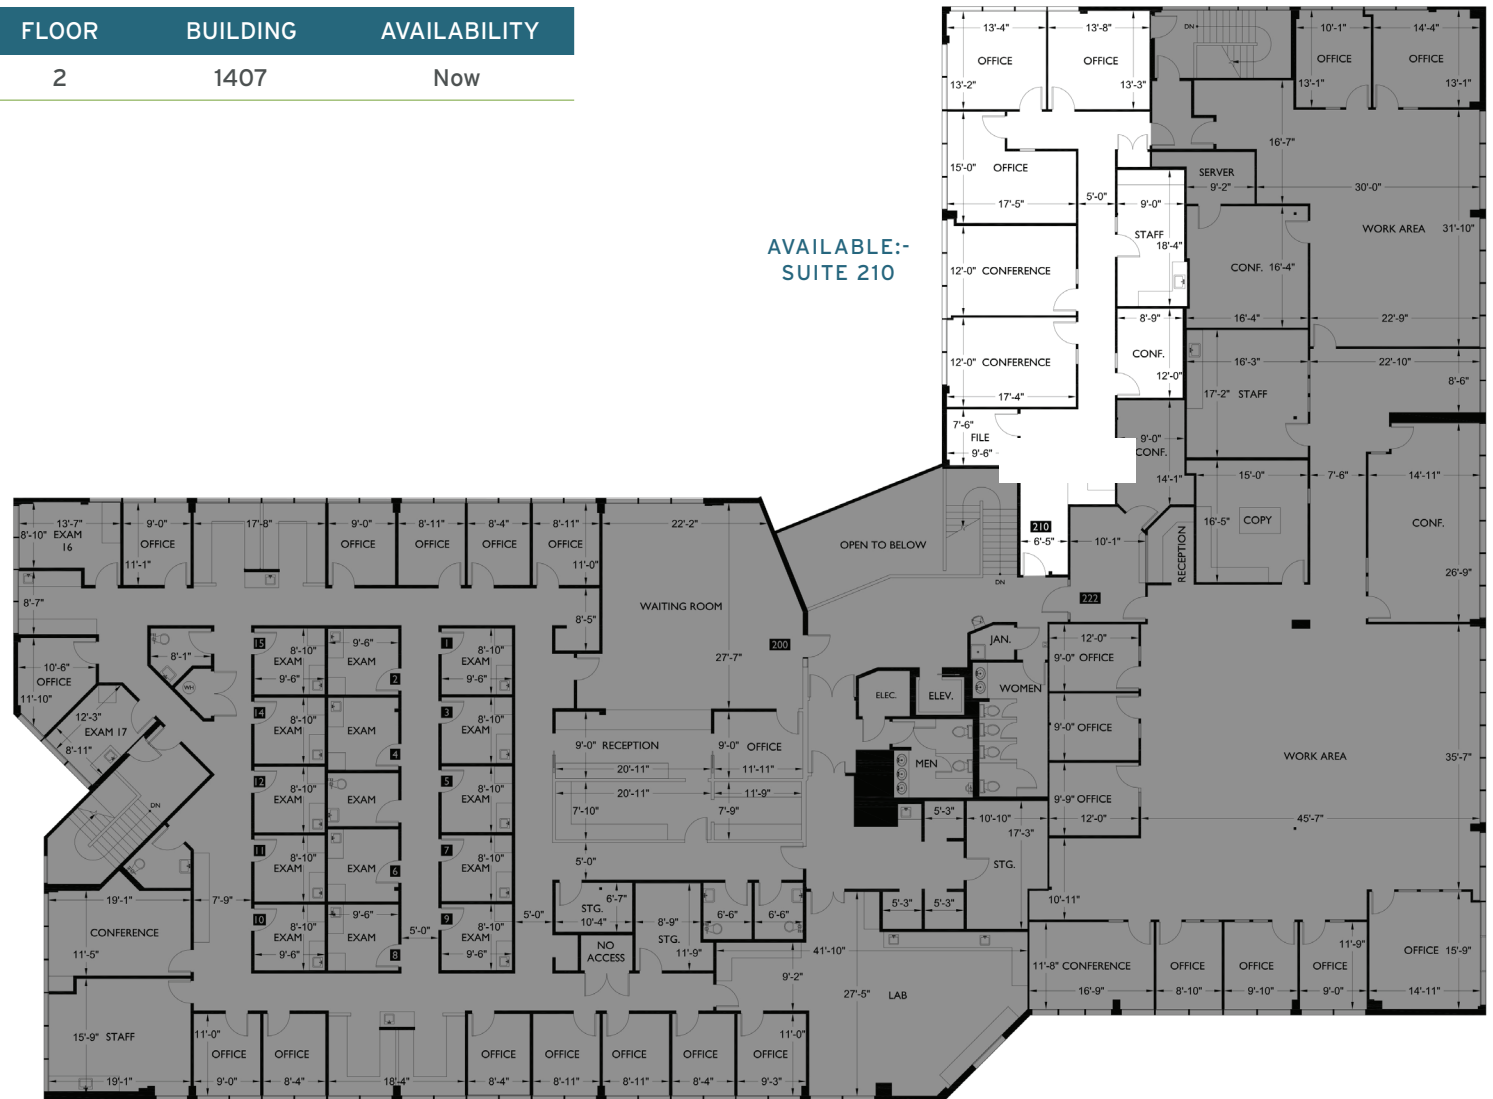 FLOOR BUILDING AVAILABILITY
2 1407 Now
AVAILABLE:-
SUITE 210
13'-4" 13'-8" DN 10'-1" 14'-4"
OFFICE OFFICE OFFICE OFFICE
13'-2" 13'-3" 13'-1" 13'-1"
16'-7"
15'-0" OFFICE SERVER
9'-2" 30'-0"
17'-5" 5'-0" 9'-0"
STAFF WORK AREA 31'-10"
18'-4"
12'-0" CONFERENCE CONF. 16'-4"
8'-9" 16'-4" 22'-9"
CONF.
12'-0" CONFERENCE 16'-3" 22'-10"
12'-0" 8'-6"
17'-4" 17'-2" STAFF
7'-6"
FILE 9'-0"
9'-6" CONF.
14'-1" 15'-0" 7'-6" 14'-11"
16'-5" COPY CONF.
210
6'-5" 10'-1"
OPEN TO BELOW RECEPTION
26'-9"
DN
222
13'-7" 9'-0" 17'-8" 9'-0" 8'-11" 8'-4" 8'-11" 22'-2"
8'-10" EXAM
16 OFFICE OFFICE OFFICE OFFICE OFFICE
11'-1" 11'-0"
8'-7" WAITING ROOM
8'-5"
200
27'-7"
8'-1"
10'-6"
OFFICE
11'-10"
WH
12'-3"
EXAM 17
8'-11"
DN
15 8'-10" EXAM 9'-6"
9'-6" EXAM 2
1 8'-10" EXAM 9'-6"
14 8'-10" EXAM
EXAM 4
3 8'-10" EXAM
12 8'-10" EXAM
EXAM
5 8'-10" EXAM
11 8'-10" EXAM
EXAM 6
7 8'-10" EXAM
10 8'-10" EXAM 9'-6"
9'-6" EXAM 8
5'-0"
9 8'-10" EXAM 9'-6"
5'-0"
9'-0" RECEPTION 9'-0" OFFICE
20'-11" 11'-11"
20'-11" 11'-9"
7'-10" 7'-9"
5'-0"
6'-7"
STG.
10'-4"
8'-9"
STG.
11'-9"
6'-6" 6'-6"
NO
ACCESS
JAN.
WOMEN
ELEC. ELEV.
MEN
5'-3" 10'-10"
17'-3"
STG.
5'-3" 5'-3"
12'-0"
9'-0" OFFICE
9'-0" OFFICE
9'-9" OFFICE
12'-0"
WORK AREA 35'-7"
45'-7"
10'-11"
19'-1" 7'-9"
CONFERENCE
11'-5"
41'-10"
9'-2"
27'-5" LAB
11'-8" CONFERENCE OFFICE OFFICE 11'-9" OFFICE OFFICE 15'-9"
16'-9" 8'-10" 9'-10" 9'-0" 14'-11"
15'-9" STAFF
19'-1"
11'-0" 11'-0"
OFFICE OFFICE OFFICE OFFICE OFFICE OFFICE OFFICE
9'-0" 8'-4" 18'-4" 8'-4" 8'-11" 8'-11" 8'-4" 9'-3"